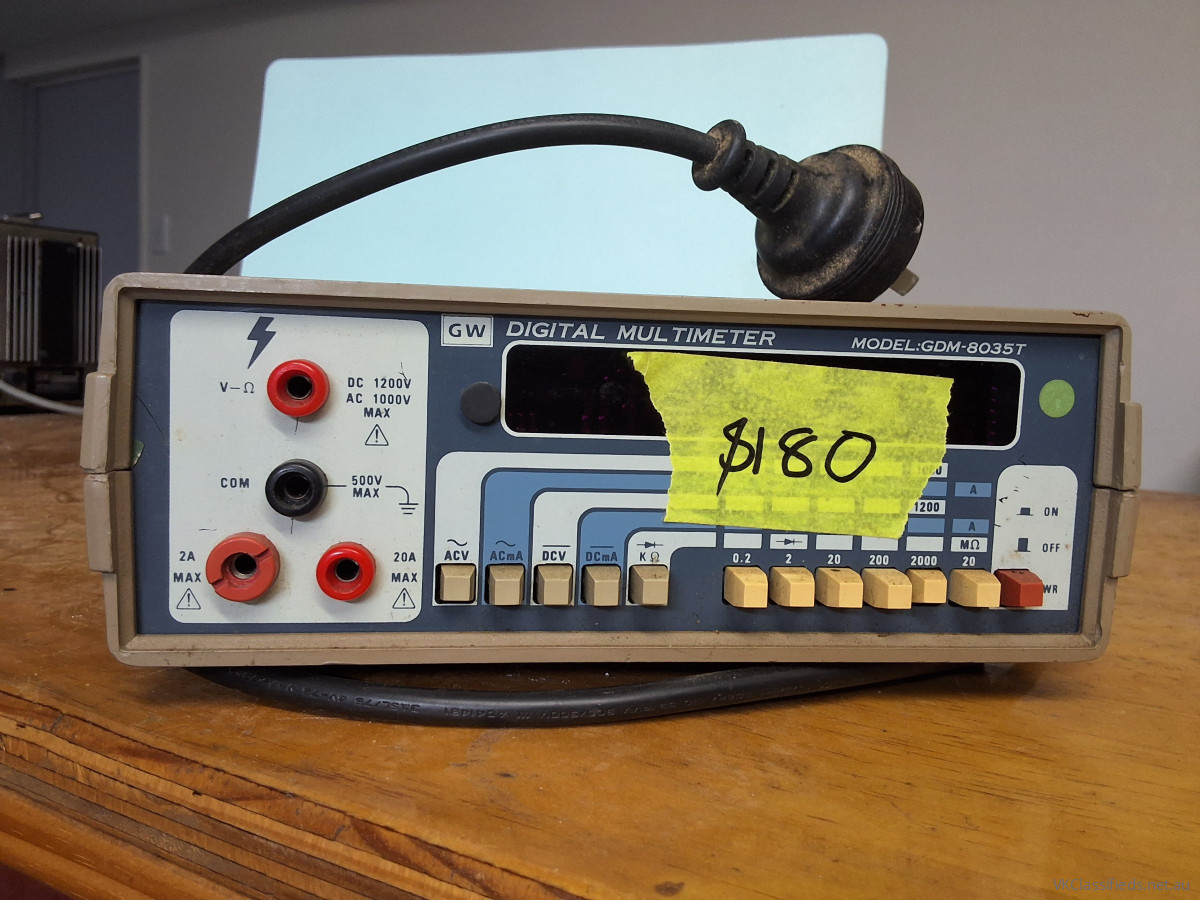 GW DIGITAL MULTIMETER
MODEL:GDM-8035T
V-Ω
DC 1200V
AC 1000V
MAX
$180
COM
500V
MAX
A
1200
A
ON
OFF
2A
MAX
20A
MAX
ACV
ACmA
DCV
DCmA
KΩ
MΩ
0.2
2
20
200
2000
20
WR